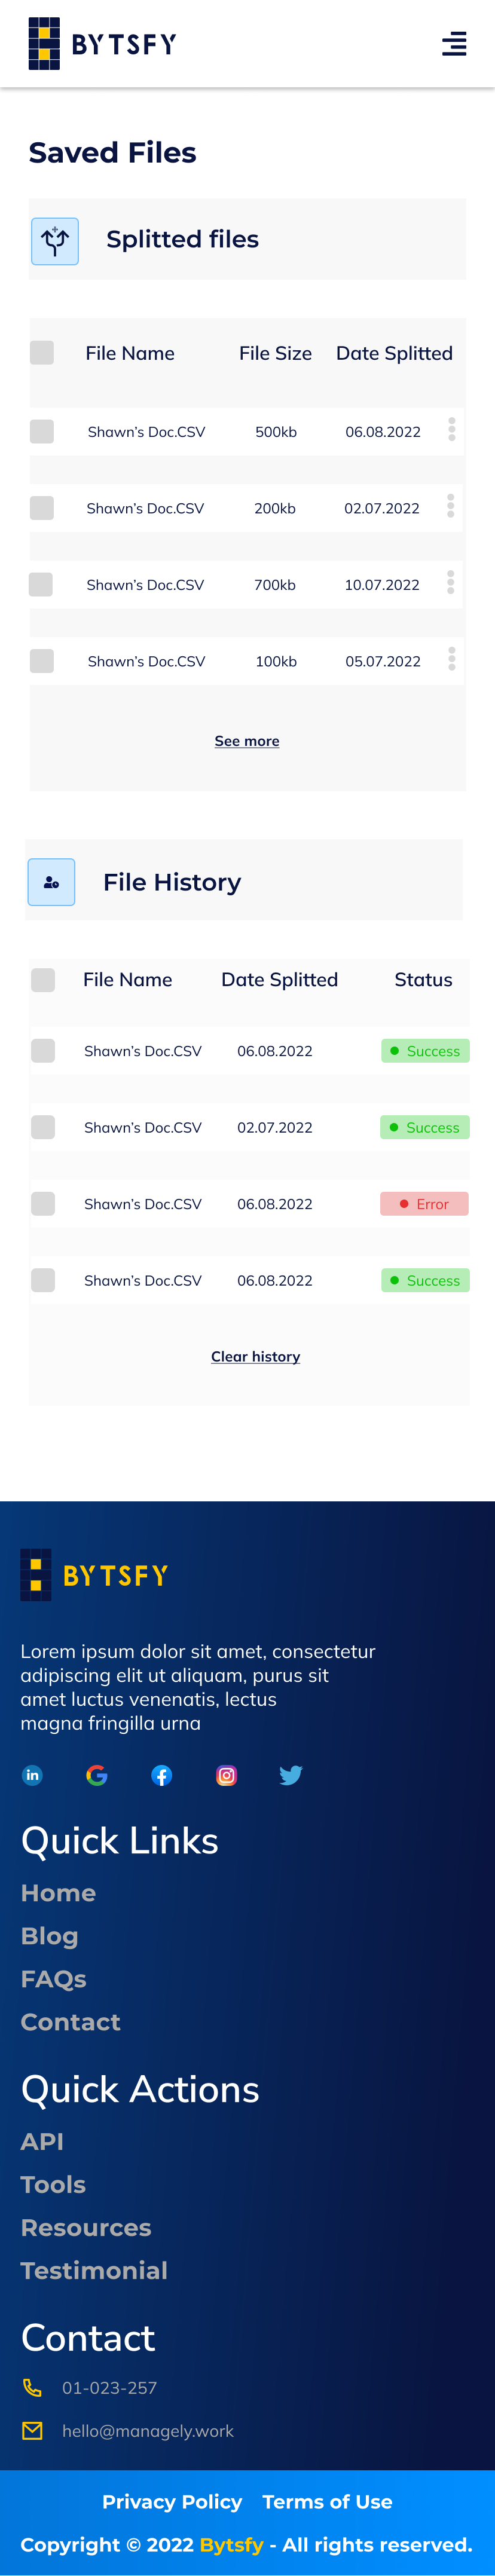 BYTSFY
Saved Files
Splitted files
File Name File Size Date Splitted
Shawn’s Doc.CSV 500kb 06.08.2022
Shawn’s Doc.CSV 200kb 02.07.2022
Shawn’s Doc.CSV 700kb 10.07.2022
Shawn’s Doc.CSV 100kb 05.07.2022
See more
File History
File Name Date Splitted Status
Shawn’s Doc.CSV 06.08.2022 Success
Shawn’s Doc.CSV 02.07.2022 Success
Shawn’s Doc.CSV 06.08.2022 Error
Shawn’s Doc.CSV 06.08.2022 Success
Clear history
BYTSFY
Lorem ipsum dolor sit amet, consectetur
adipiscing elit ut aliquam, purus sit
amet luctus venenatis, lectus
magna fringilla urna
in
Quick Links
Home
Blog
FAQs
Contact
Quick Actions
API
Tools
Resources
Testimonial
Contact
01-023-257
hello@managely.work
Privacy Policy Terms of Use
Copyright © 2022 Bytsfy - All rights reserved.